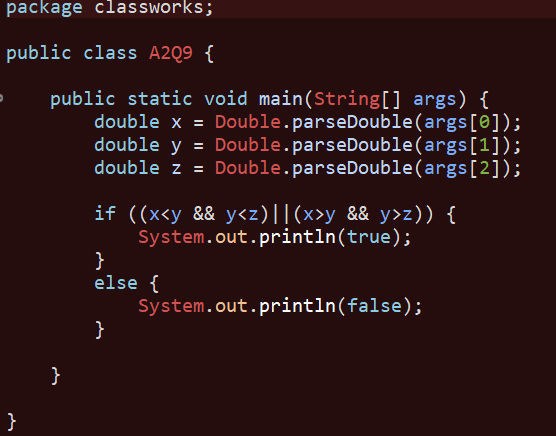 package classworks;
public class A2Q9 {
public static void main(String[] args) {
double x = Double.parseDouble(args[0]);
double y = Double.parseDouble(args[1]);
double z = Double.parseDouble(args[2]);
if ((x<y && y<z)||(x>y && y>z)) {
System.out.println(true);
}
else {
System.out.println(false);
}
}
}